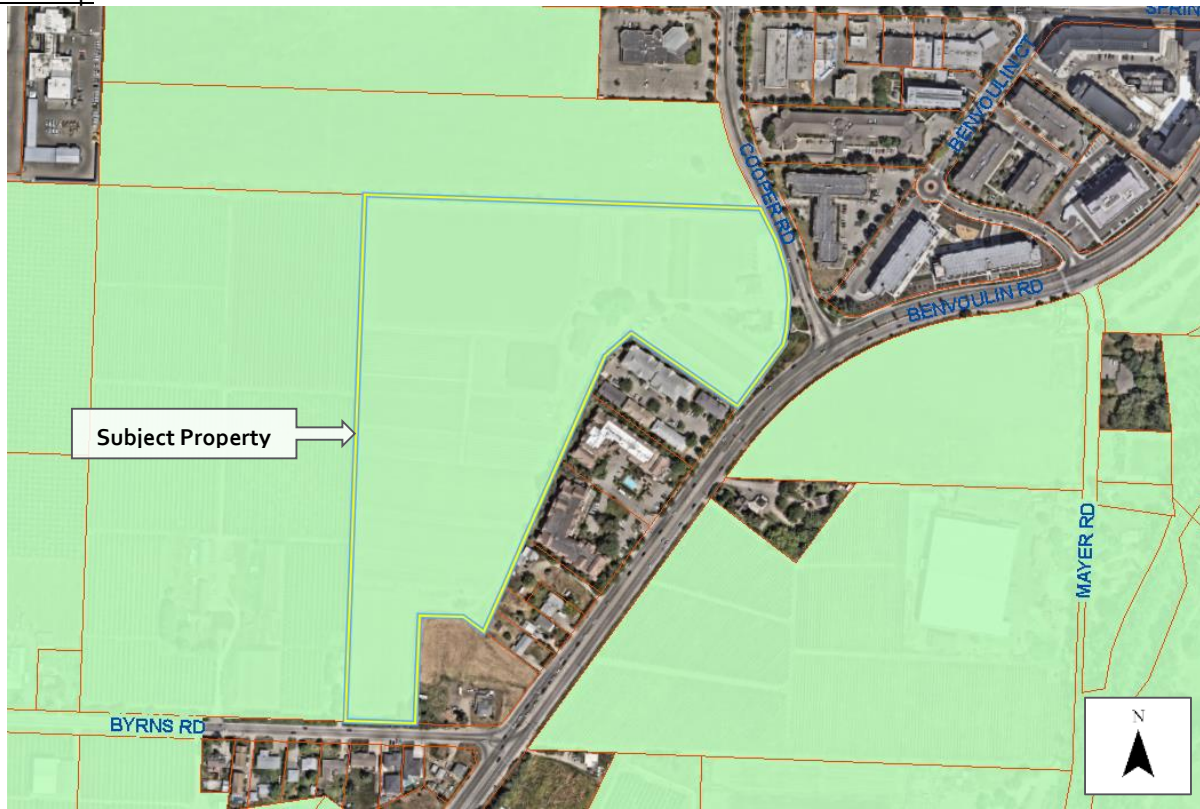 BENVOULIN CT
COOPER RD
BENVOULIN RD
Subject Property
MAYER RD
BYRNS RD
N